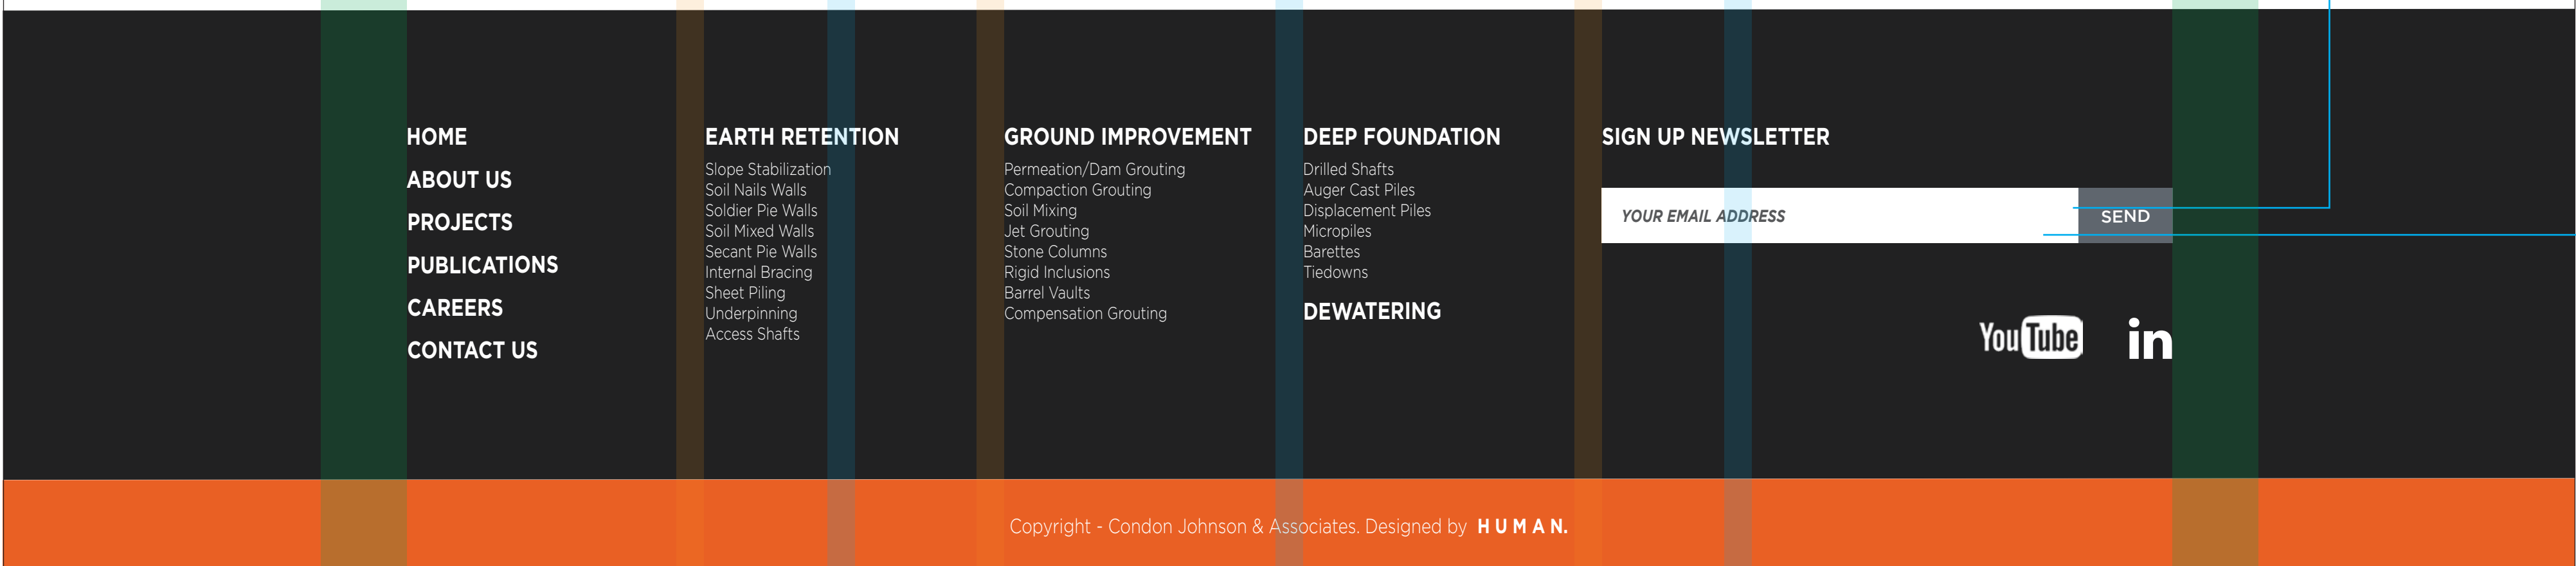 HOME
ABOUT US
PROJECTS
PUBLICATIONS
CAREERS
CONTACT US
EARTH RETENTION
Slope Stabilization
Soil Nails Walls
Soldier Pie Walls
Soil Mixed Walls
Secant Pie Walls
Internal Bracing
Sheet Piling
Underpinning
Access Shafts
GROUND IMPROVEMENT
Permeation/Dam Grouting
Compaction Grouting
Soil Mixing
Jet Grouting
Stone Columns
Rigid Inclusions
Barrel Vaults
Compensation Grouting
DEEP FOUNDATION
Drilled Shafts
Auger Cast Piles
Displacement Piles
Micropiles
Barettes
Tiedowns
DEWATERING
SIGN UP NEWSLETTER
YOUR EMAIL ADDRESS
SEND
YouTube
in
Copyright - Condon Johnson & Associates. Designed by HUMAN.